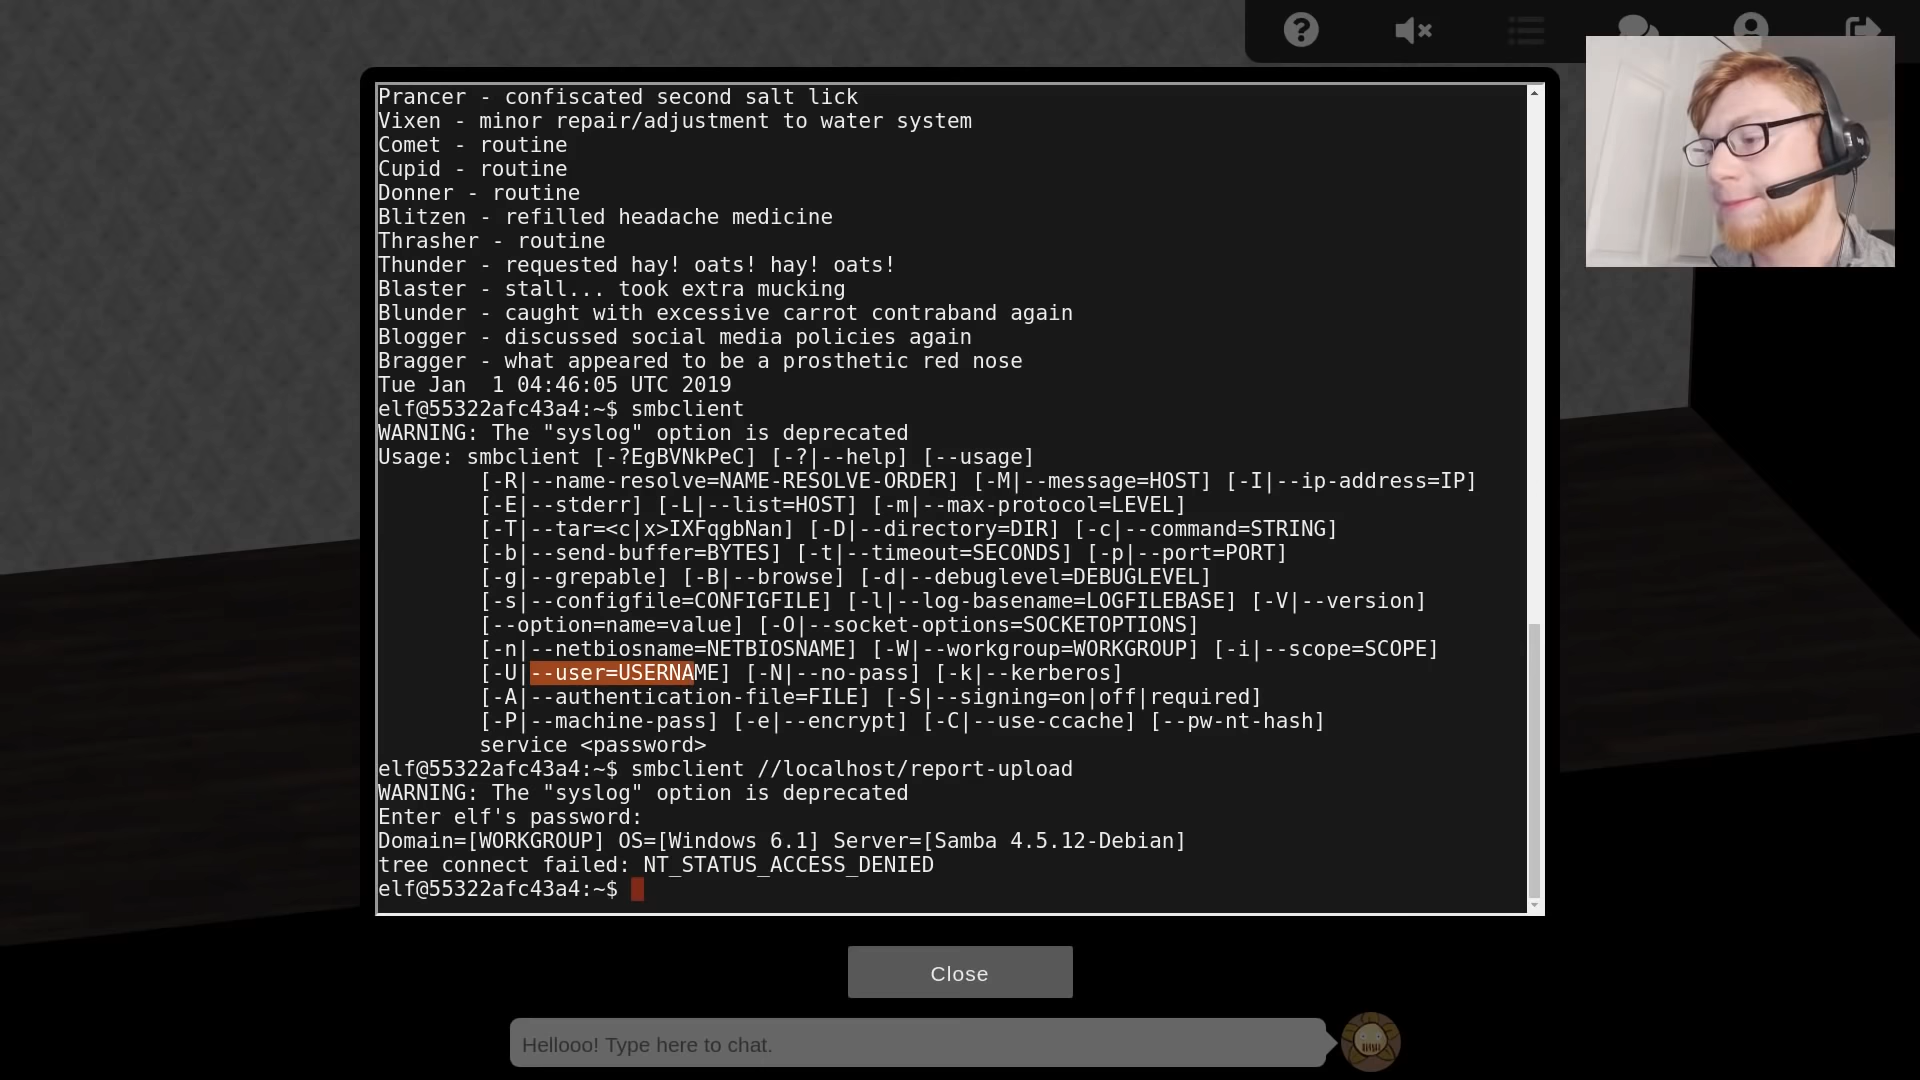 Prancer - confiscated second salt lick
Vixen - minor repair/adjustment to water system
Comet - routine
Cupid - routine
Donner - routine
Blitzen - refilled headache medicine
Thrasher - routine
Thunder - requested hay! oats! hay! oats!
Blaster - stall... took extra mucking
Blunder - caught with excessive carrot contraband again
Blogger - discussed social media policies again
Bragger - what appeared to be a prosthetic red nose
Tue Jan  1 04:46:05 UTC 2019
elf@55322afc43a4:~$ smbclient
WARNING: The "syslog" option is deprecated
Usage: smbclient [-?EgBVNkPeC] [-?|--help] [--usage]
[-R|--name-resolve=NAME-RESOLVE-ORDER] [-M|--message=HOST] [-I|--ip-address=IP]
[-E|--stderr] [-L|--list=HOST] [-m|--max-protocol=LEVEL]
[-T|--tar=<c|x>IXFqgbNan] [-D|--directory=DIR] [-c|--command=STRING]
[-b|--send-buffer=BYTES] [-t|--timeout=SECONDS] [-p|--port=PORT]
[-g|--grepable] [-B|--browse] [-d|--debuglevel=DEBUGLEVEL]
[-s|--configfile=CONFIGFILE] [-l|--log-basename=LOGFILEBASE] [-V|--version]
[--option=name=value] [-O|--socket-options=SOCKETOPTIONS]
[-n|--netbiosname=NETBIOSNAME] [-W|--workgroup=WORKGROUP] [-i|--scope=SCOPE]
[-U|--user=USERNAME] [-N|--no-pass] [-k|--kerberos]
[-A|--authentication-file=FILE] [-S|--signing=on|off|required]
[-P|--machine-pass] [-e|--encrypt] [-C|--use-ccache] [--pw-nt-hash]
service <password>
elf@55322afc43a4:~$ smbclient //localhost/report-upload
WARNING: The "syslog" option is deprecated
Enter elf's password:
Domain=[WORKGROUP] OS=[Windows 6.1] Server=[Samba 4.5.12-Debian]
tree connect failed: NT_STATUS_ACCESS_DENIED
elf@55322afc43a4:~$
Close
Hellooo! Type here to chat.